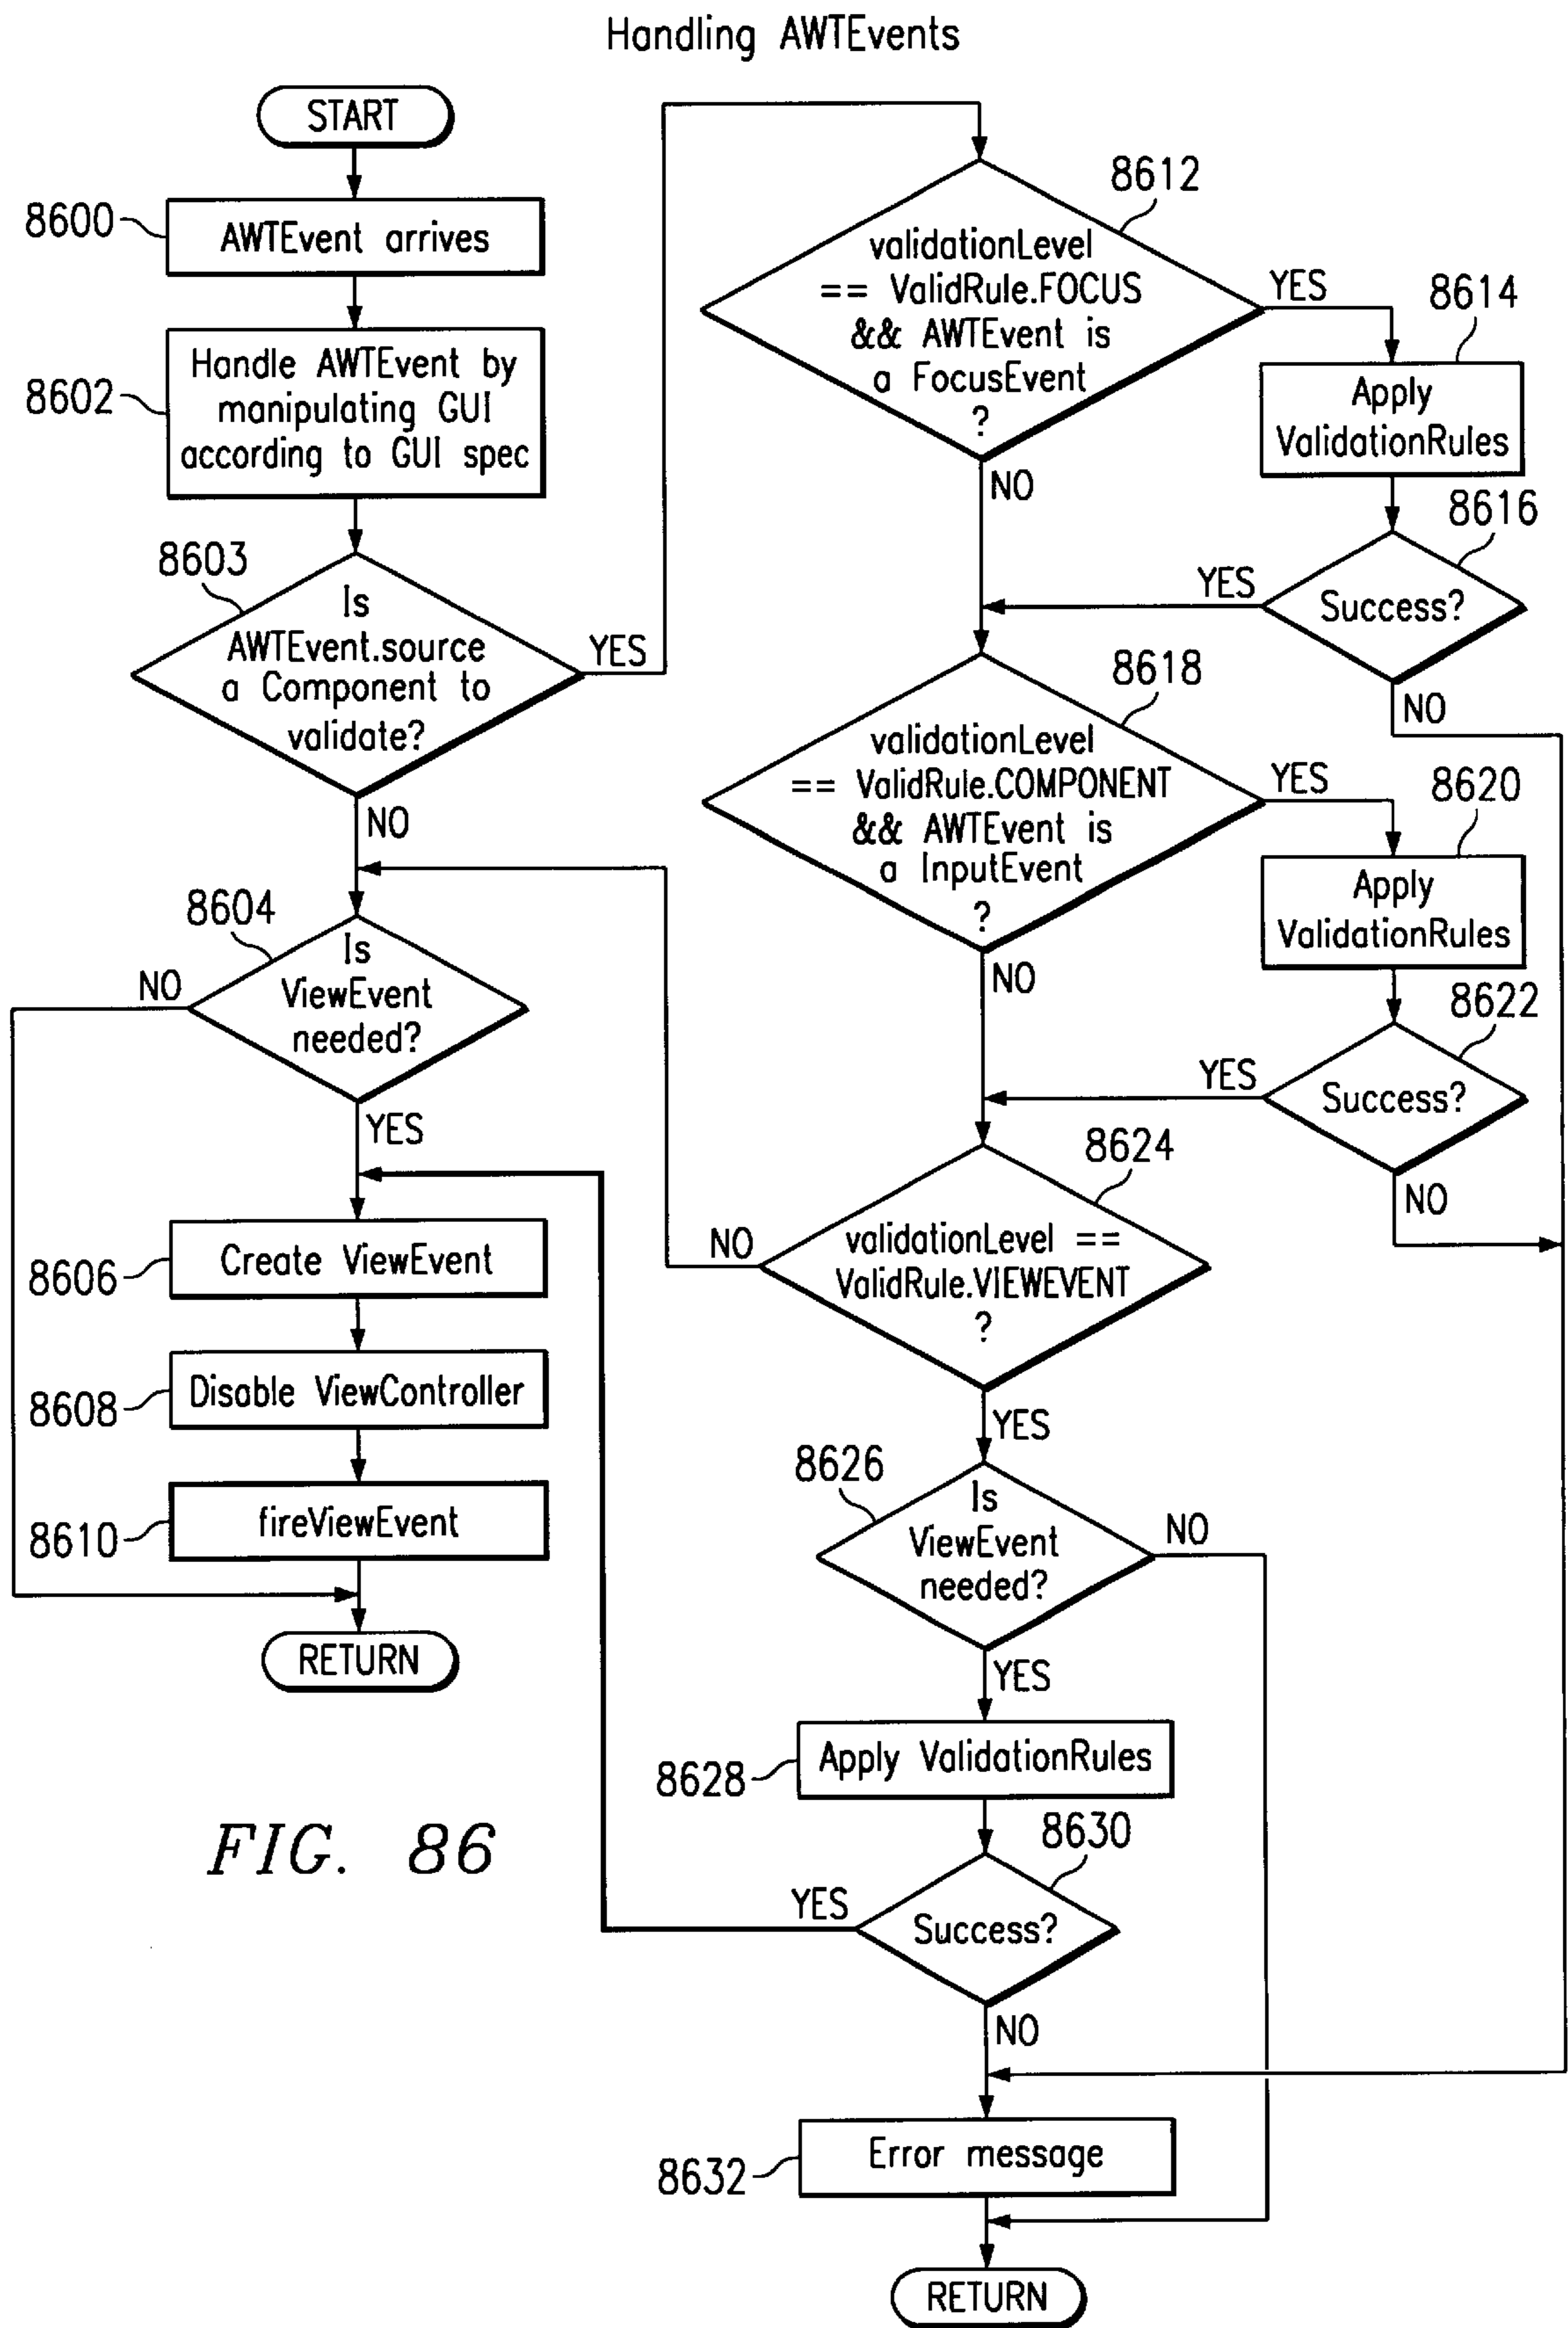 Handling AWTEvents
START
8600
AWTEvent arrives
8602
Handle AWTEvent by
manipulating GUI
according to GUI spec
8603
Is
AWTEvent.source
a Component to
validate?
YES
NO
8604
Is
ViewEvent
needed?
NO
YES
8606
Create ViewEvent
8608
Disable ViewController
8610
fireViewEvent
RETURN
8612
validationLevel
== ValidRule.FOCUS
&& AWTEvent is
a FocusEvent
?
YES
NO
8614
Apply
ValidationRules
8616
Success?
YES
NO
8618
validationLevel
== ValidRule.COMPONENT
&& AWTEvent is
a InputEvent
?
YES
NO
8620
Apply
ValidationRules
8622
Success?
YES
NO
8624
validationLevel ==
ValidRule.VIEWEVENT
?
NO
YES
8626
Is
ViewEvent
needed?
NO
YES
8628
Apply ValidationRules
8630
Success?
YES
NO
8632
Error message
RETURN
FIG. 86